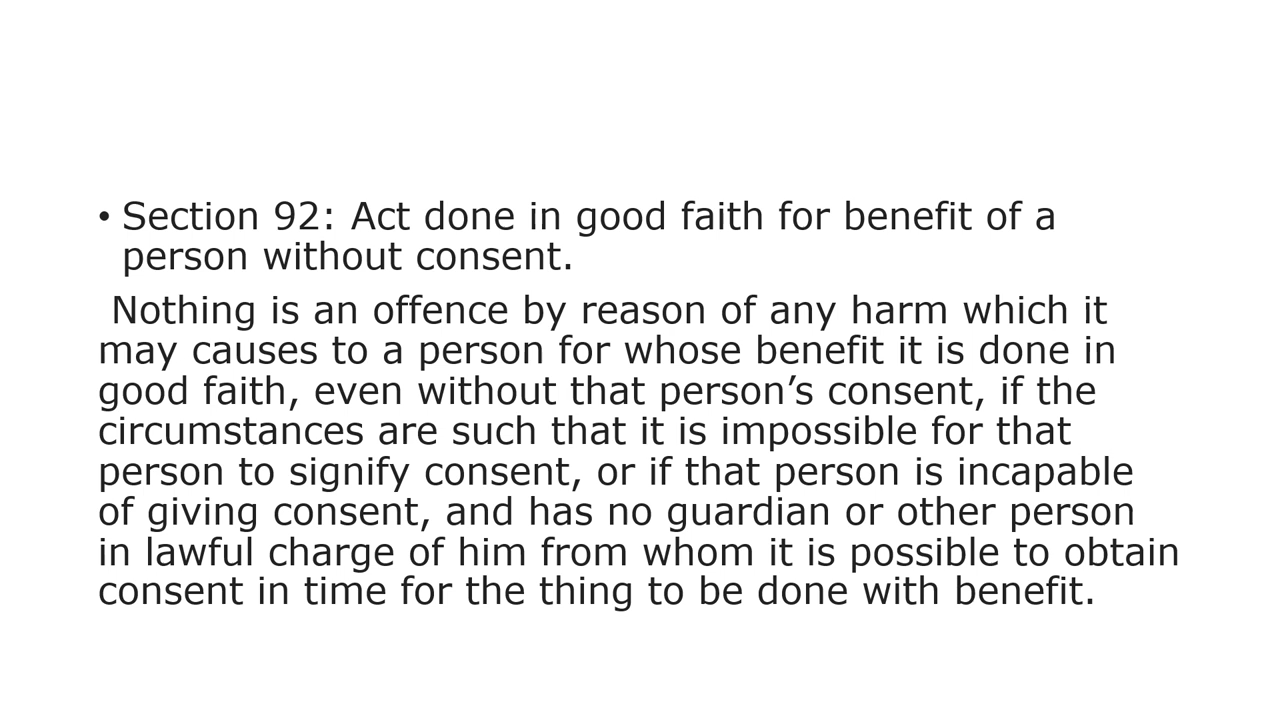 • Section 92: Act done in good faith for benefit of a
person without consent.
Nothing is an offence by reason of any harm which it
may causes to a person for whose benefit it is done in
good faith, even without that person’s consent, if the
circumstances are such that it is impossible for that
person to signify consent, or if that person is incapable
of giving consent, and has no guardian or other person
in lawful charge of him from whom it is possible to obtain
consent in time for the thing to be done with benefit.